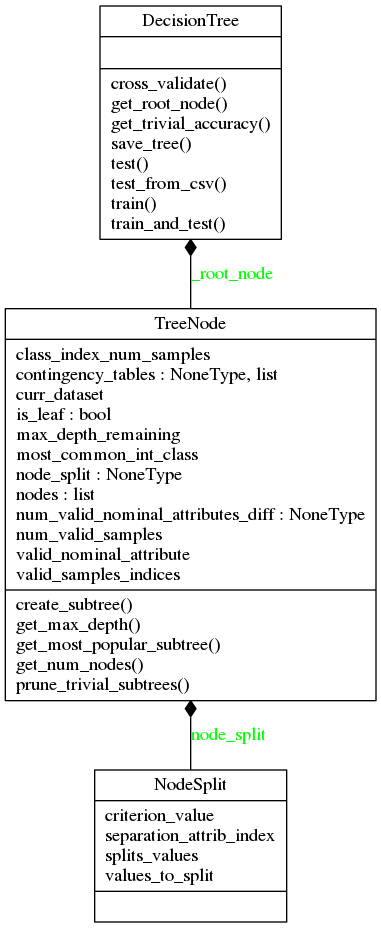 DecisionTree
cross_validate()
get_root_node()
get_trivial_accuracy()
save_tree()
test()
test_from_csv()
train()
train_and_test()
_root_node
TreeNode
class_index_num_samples
contingency_tables : NoneType, list
curr_dataset
is_leaf : bool
max_depth_remaining
most_common_int_class
node_split : NoneType
nodes : list
num_valid_nominal_attributes_diff : NoneType
num_valid_samples
valid_nominal_attribute
valid_samples_indices
create_subtree()
get_max_depth()
get_most_popular_subtree()
get_num_nodes()
prune_trivial_subtrees()
node_split
NodeSplit
criterion_value
separation_attrib_index
splits_values
values_to_split